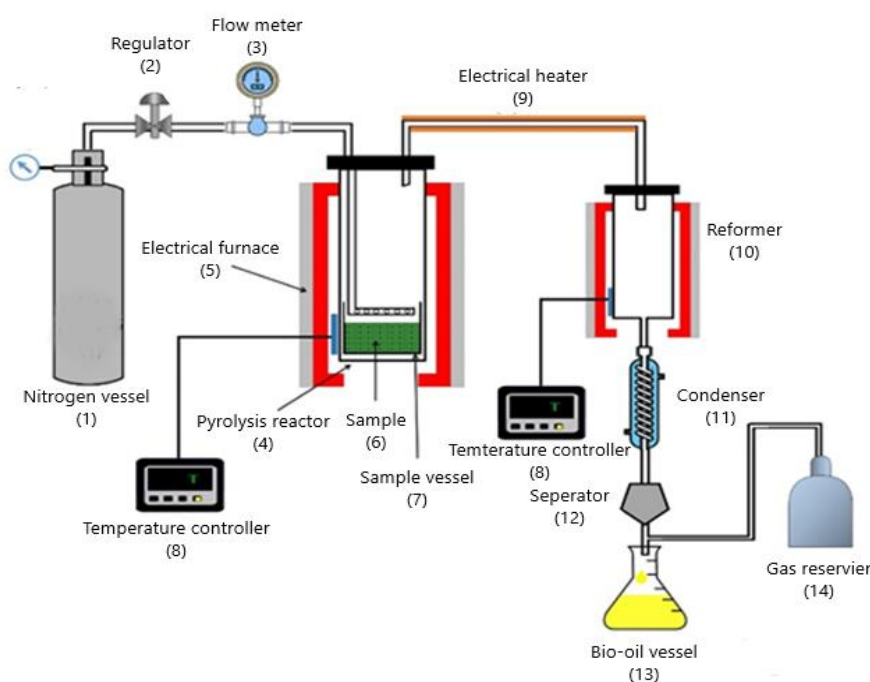 Flow meter
(3)
Regulator
(2)
Electrical heater
(9)
Electrical furnace
(5)
Reformer
(10)
Nitrogen vessel
(1)
Pyrolysis reactor
(4)
Sample
(6)
Sample vessel
(7)
T
Temperature controller
(8)
T
Temterature controller
(8)
Condenser
(11)
Seperator
(12)
Gas reservier
(14)
Bio-oil vessel
(13)